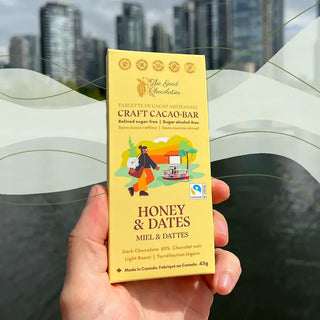 The Good
Chocolatier
TABLETTE DE CACAO ARTISANALE
CRAFT CACAO-BAR
Refined sugar-free | Sugar alcohol free
Sans sucre raffiné | Sans sucre alcool
HONEY
& DATES
MIEL & DATTES
Dark Chocolate 83% Chocolat noir
Light Roast | Torréfaction légère
Made in Canada. Fabriqué au Canada. 45g